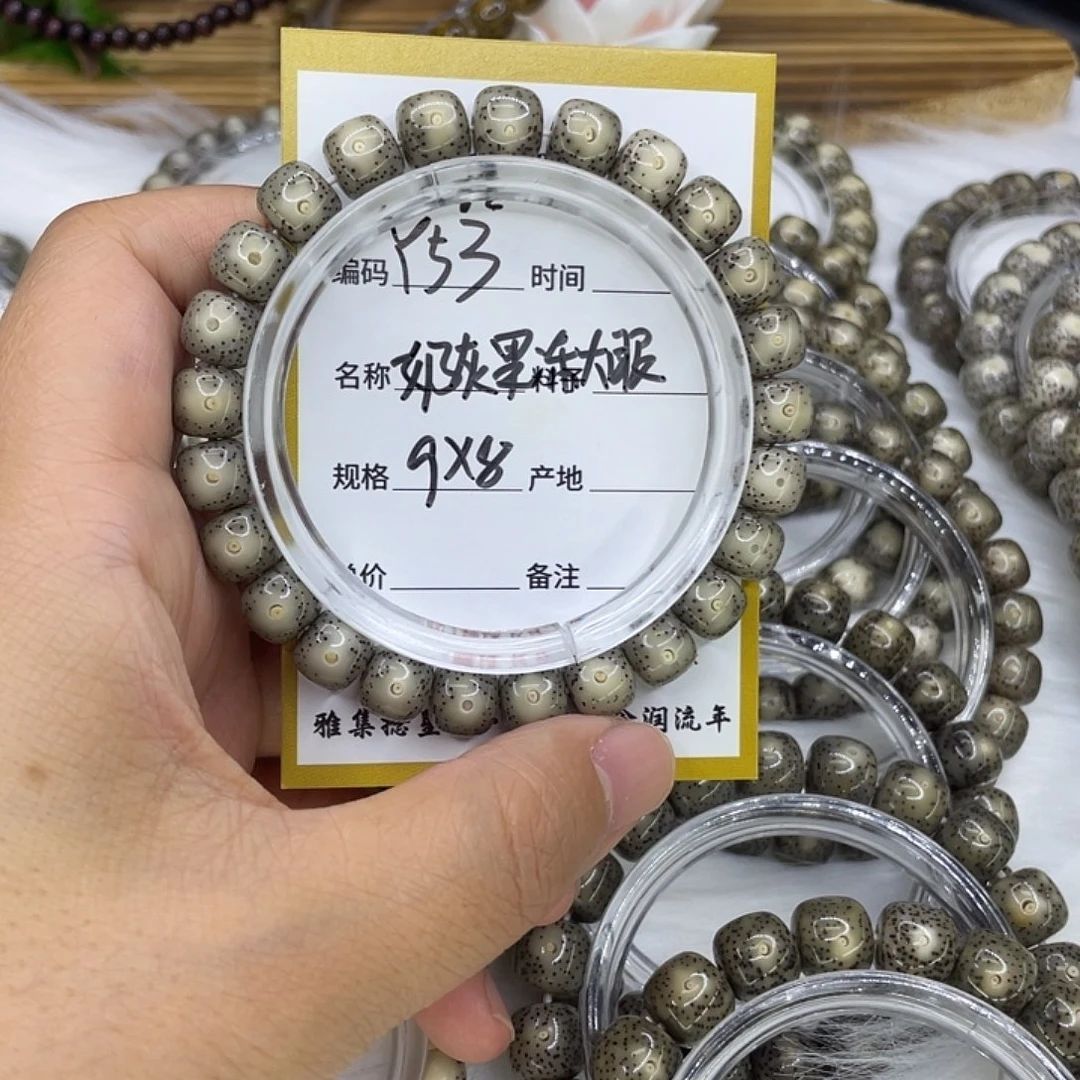 编码 Y53 时间
名称 奶灰黑 料 大眼
规格 9X8 产地
价 备注
雅集 润流年